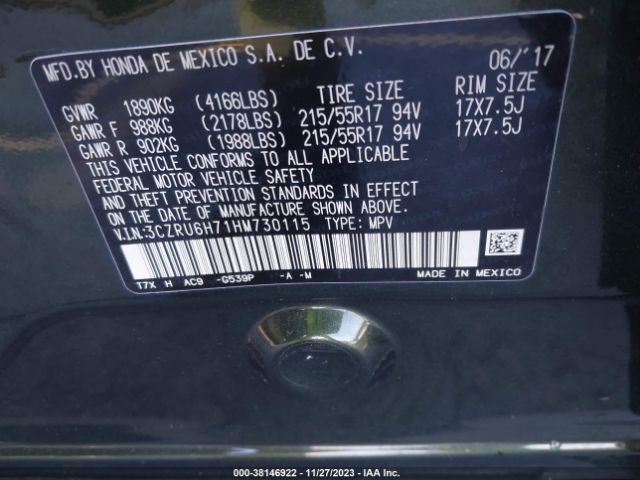 MFD.BY HONDA DE MEXICO S.A. DE C.V. 06/'17
GVWR 1890KG (4166LBS) TIRE SIZE RIM SIZE
GAWR F 988KG (2178LBS) 215/55R17 94V 17X7.5J
GAWR R 902KG (1988LBS) 215/55R17 94V 17X7.5J
THIS VEHICLE CONFORMS TO ALL APPLICABLE
FEDERAL MOTOR VEHICLE SAFETY
AND THEFT PREVENTION STANDARDS IN EFFECT
ON THE DATE OF MANUFACTURE SHOWN ABOVE.
V.I.N:3CZRU6H71HM730115 TYPE: MPV
T7X H AC9 -G539P -A -M MADE IN MEXICO
000-38146922 - 11/27/2023 - IAA Inc.